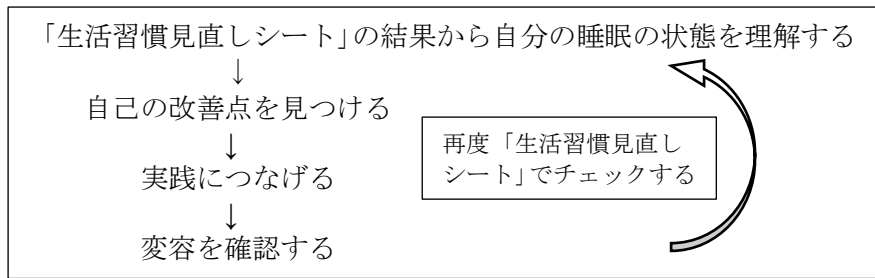 「生活習慣見直しシート」の結果から自分の睡眠の状態を理解する
↓
自己の改善点を見つける
↓
実践につなげる
↓
変容を確認する
再度「生活習慣見直し
シート」でチェックする